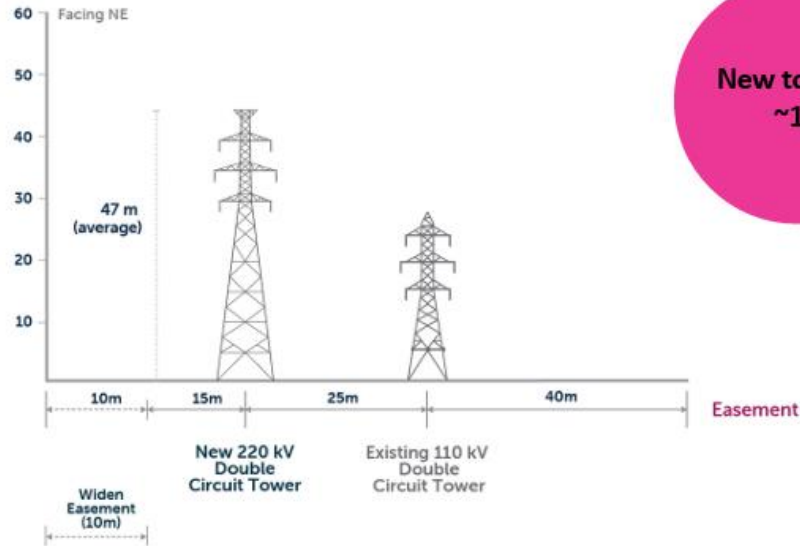 60
Facing NE
50
40
30
20
10
47 m
(average)
New to
~1
10m
15m
25m
40m
Easement
New 220 kV
Double
Circuit Tower
Existing 110 kV
Double
Circuit Tower
Widen
Easement
(10m)